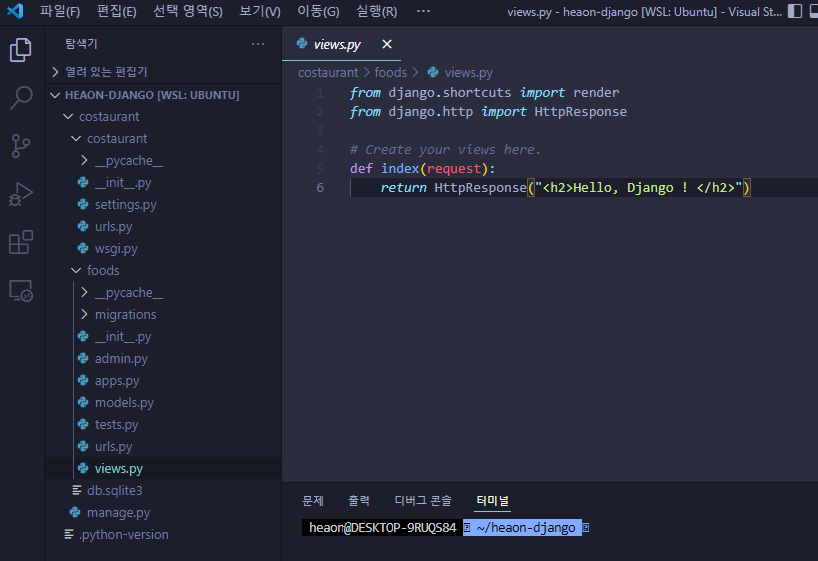 파일(F) 편집(E) 선택 영역(S) 보기(V) 이동(G) 실행(R) ··· views.py - heaon-django [WSL: Ubuntu] - Visual St...
탐색기 ···
열려 있는 편집기
HEAON-DJANGO [WSL: UBUNTU]
costaurant
costaurant
__pycache__
__init__.py
settings.py
urls.py
wsgi.py
foods
__pycache__
migrations
__init__.py
admin.py
apps.py
models.py
tests.py
urls.py
views.py
db.sqlite3
manage.py
.python-version
views.py
costaurant > foods > views.py
1 from django.shortcuts import render
2 from django.http import HttpResponse
3
4 # Create your views here.
5 def index(request):
6 return HttpResponse("<h2>Hello, Django ! </h2>")
문제 출력 디버그 콘솔 터미널
heaon@DESKTOP-9RUQS84 ~/heaon-django